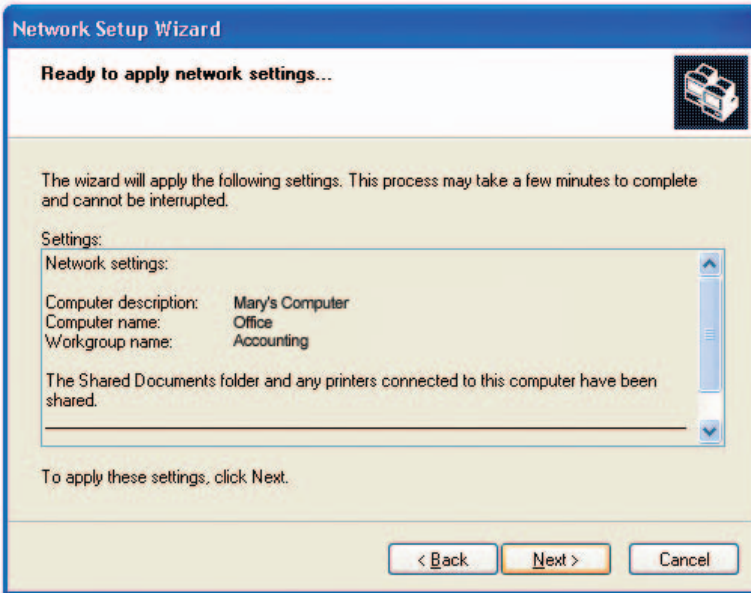 Network Setup Wizard
Ready to apply network settings...
The wizard will apply the following settings. This process may take a few minutes to complete
and cannot be interrupted.
Settings:
Network settings:
Computer description: Mary's Computer
Computer name: Office
Workgroup name: Accounting
The Shared Documents folder and any printers connected to this computer have been
shared.
To apply these settings, click Next.
< Back Next > Cancel